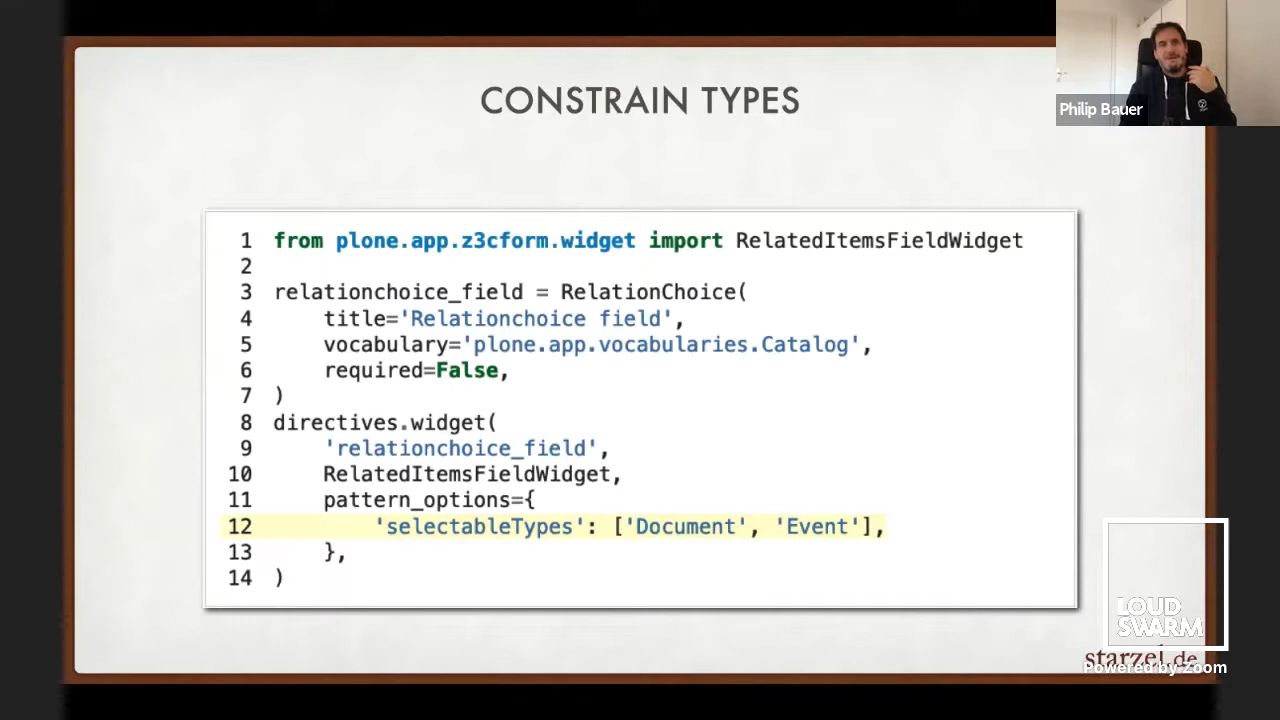 CONSTRAIN TYPES
Philip Bauer
1 from plone.app.z3cform.widget import RelatedItemsFieldWidget
2
3 relationchoice_field = RelationChoice(
4     title='Relationchoice field',
5     vocabulary='plone.app.vocabularies.Catalog',
6     required=False,
7 )
8 directives.widget(
9     'relationchoice_field',
10     RelatedItemsFieldWidget,
11     pattern_options={
12         'selectableTypes': ['Document', 'Event'],
13     },
14 )
LOUD
SWARM
starzel.de
Powered by Zoom